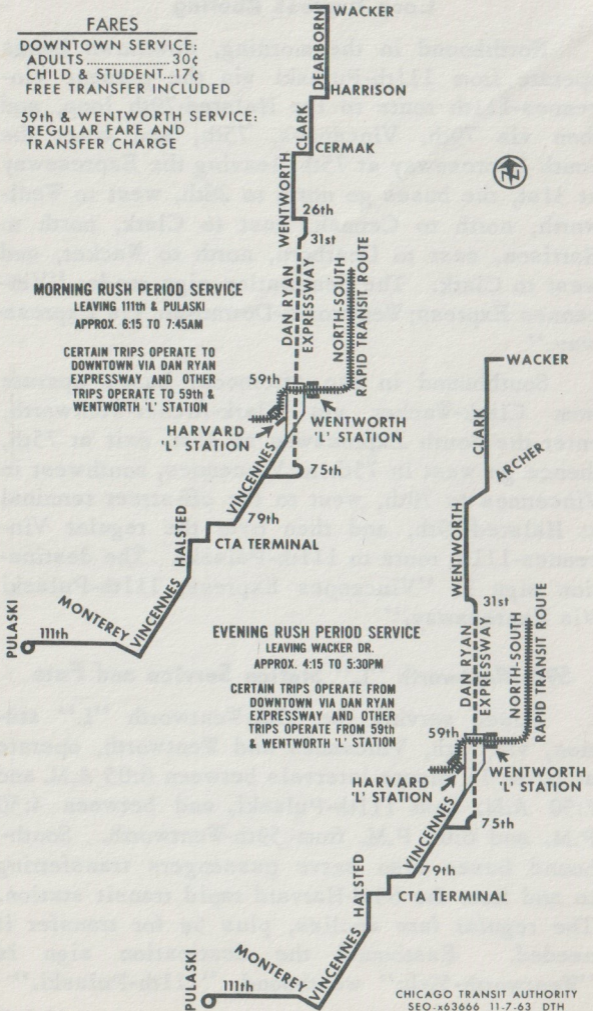 FARES
DOWNTOWN SERVICE:
ADULTS ............ 30¢
CHILD & STUDENT...17¢
FREE TRANSFER INCLUDED
59th & WENTWORTH SERVICE:
REGULAR FARE AND
TRANSFER CHARGE
WACKER
DEARBORN
HARRISON
CLARK
CERMAK
WENTWORTH
26th
31st
DAN RYAN
EXPRESSWAY
NORTH-SOUTH
RAPID TRANSIT ROUTE
MORNING RUSH PERIOD SERVICE
LEAVING 111th & PULASKI
APPROX. 6:15 TO 7:45AM
CERTAIN TRIPS OPERATE TO
DOWNTOWN VIA DAN RYAN
EXPRESSWAY AND OTHER
TRIPS OPERATE TO 59th &
WENTWORTH 'L' STATION
59th
WENTWORTH
'L' STATION
HARVARD
'L' STATION
VINCENNES
75th
79th
CTA TERMINAL
HALSTED
VINCENNES
MONTEREY
111th
PULASKI
WACKER
CLARK
ARCHER
WENTWORTH
31st
DAN RYAN
EXPRESSWAY
NORTH-SOUTH
RAPID TRANSIT ROUTE
EVENING RUSH PERIOD SERVICE
LEAVING WACKER DR.
APPROX. 4:15 TO 5:30PM
CERTAIN TRIPS OPERATE FROM
DOWNTOWN VIA DAN RYAN
EXPRESSWAY AND OTHER
TRIPS OPERATE FROM 59th
& WENTWORTH 'L' STATION
59th
WENTWORTH
'L' STATION
HARVARD
'L' STATION
VINCENNES
75th
79th
CTA TERMINAL
HALSTED
VINCENNES
MONTEREY
111th
PULASKI
CHICAGO TRANSIT AUTHORITY
SEO-x63666 11-7-63 DTH